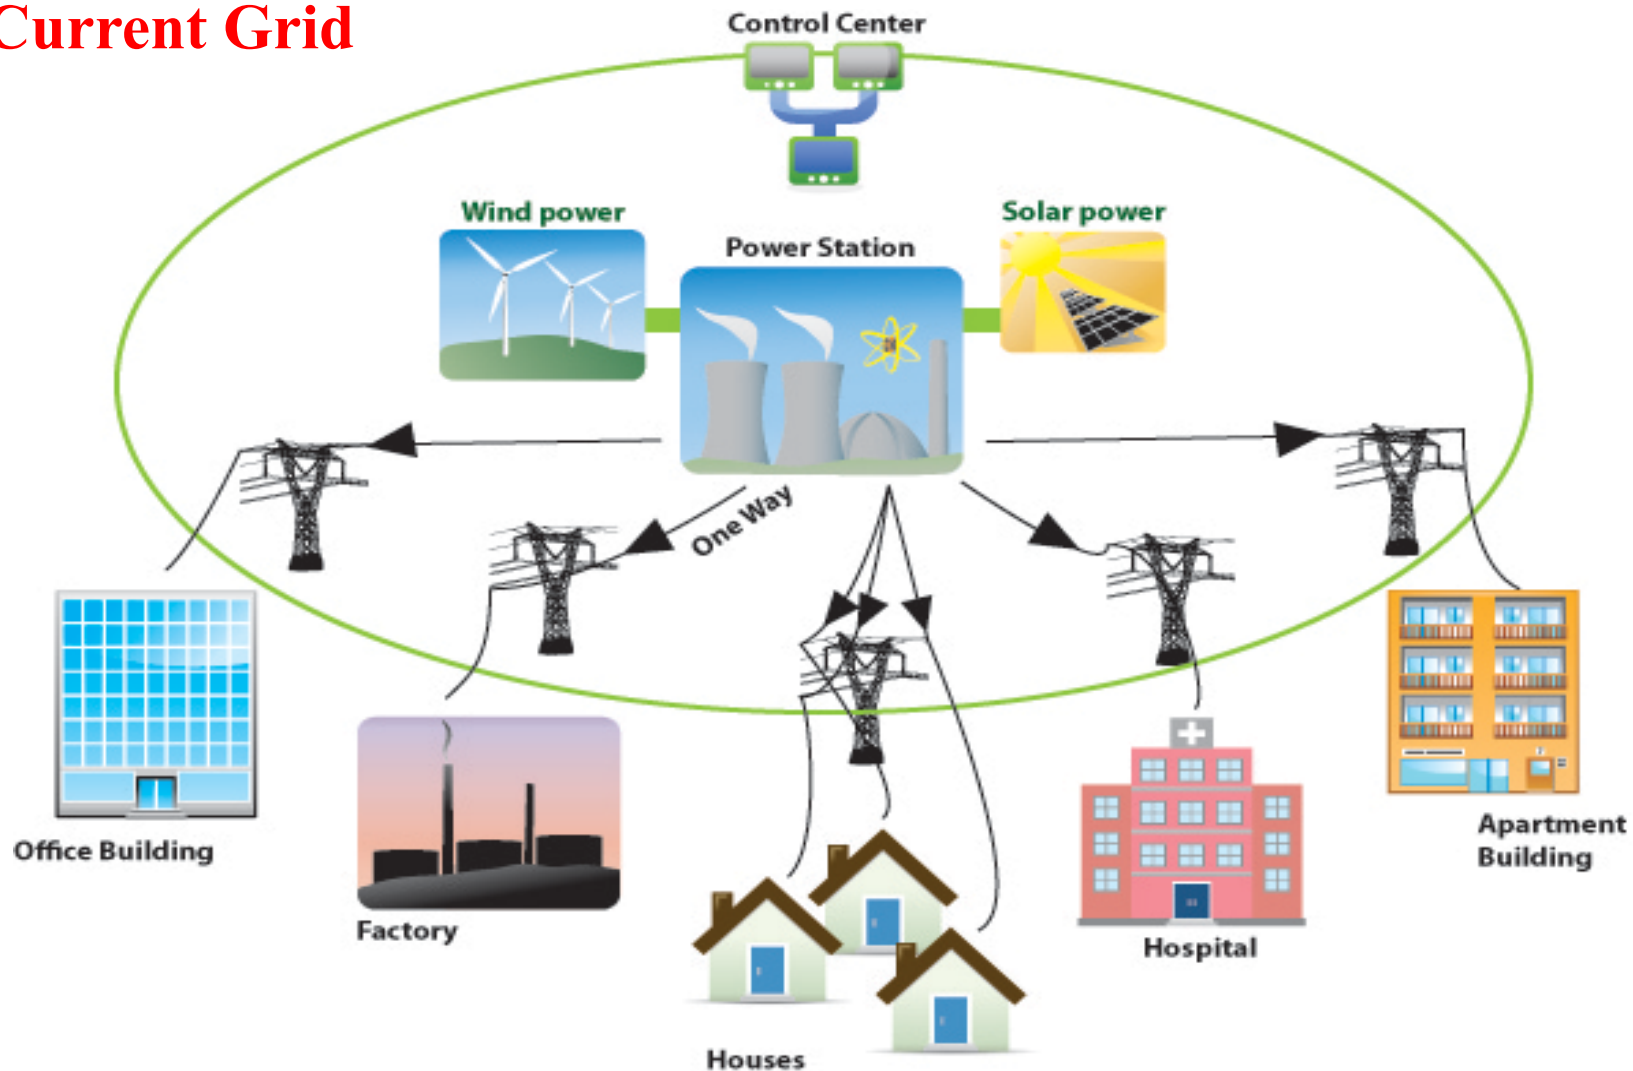 Current Grid
Control Center
Wind power
Solar power
Power Station
One Way
Office Building
Factory
Houses
Hospital
Apartment
Building